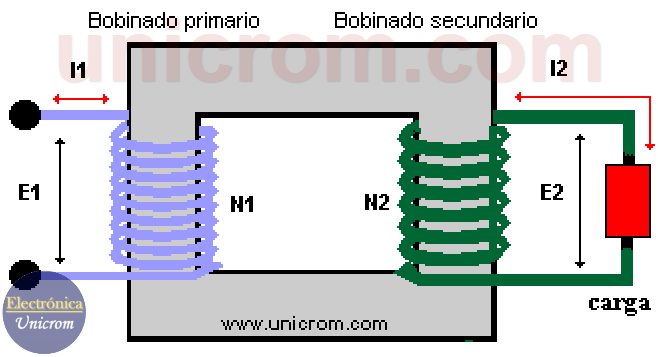 Bobinado primario
Bobinado secundario
unicrom.com
I1
I2
E1
N1
N2
E2
carga
Electrónica
Unicrom
www.unicrom.com